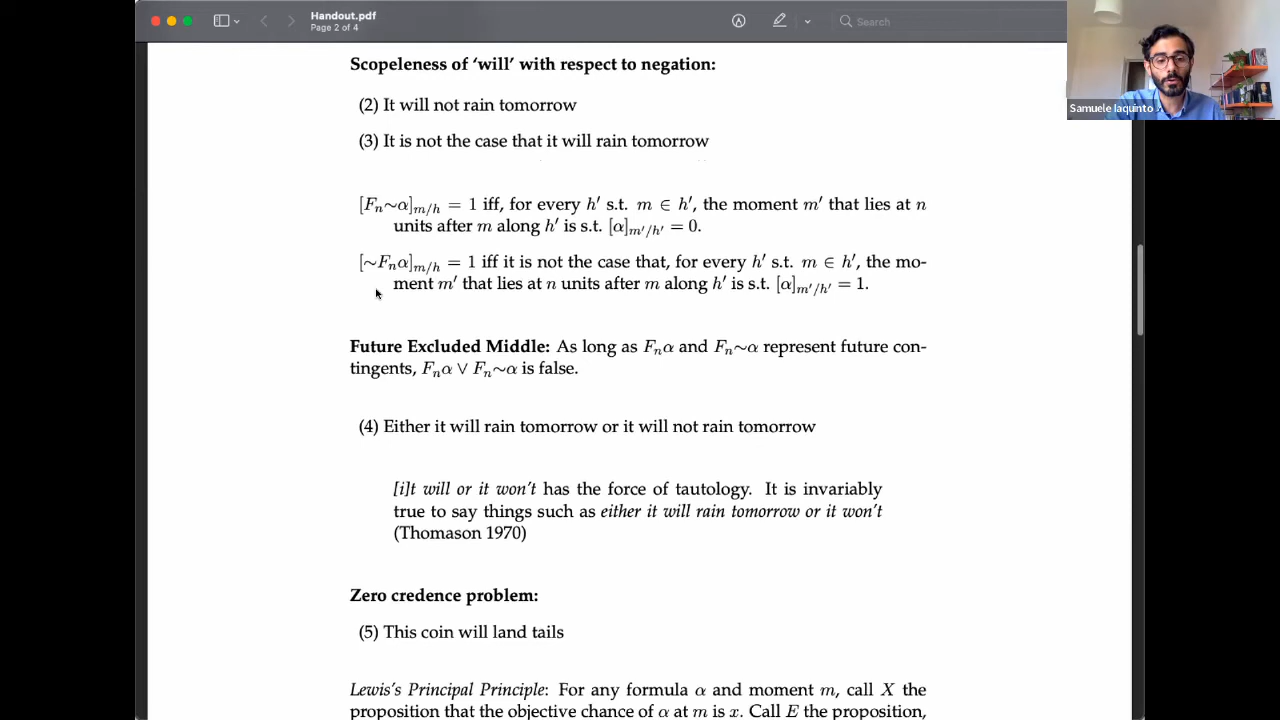 Handout.pdf
Page 2 of 4
Search
Samuele Iaquinto
Scopeleness of ‘will’ with respect to negation:
(2) It will not rain tomorrow
(3) It is not the case that it will rain tomorrow
[Fₙ∼α]ₘ/ₕ = 1 iff, for every h′ s.t. m ∈ h′, the moment m′ that lies at n
units after m along h′ is s.t. [α]ₘ′/ₕ′ = 0.
[∼Fₙα]ₘ/ₕ = 1 iff it is not the case that, for every h′ s.t. m ∈ h′, the mo-
ment m′ that lies at n units after m along h′ is s.t. [α]ₘ′/ₕ′ = 1.
Future Excluded Middle: As long as Fₙα and Fₙ∼α represent future con-
tingents, Fₙα ∨ Fₙ∼α is false.
(4) Either it will rain tomorrow or it will not rain tomorrow
[i]t will or it won’t has the force of tautology. It is invariably
true to say things such as either it will rain tomorrow or it won’t
(Thomason 1970)
Zero credence problem:
(5) This coin will land tails
Lewis’s Principal Principle: For any formula α and moment m, call X the
proposition that the objective chance of α at m is x. Call E the proposition,